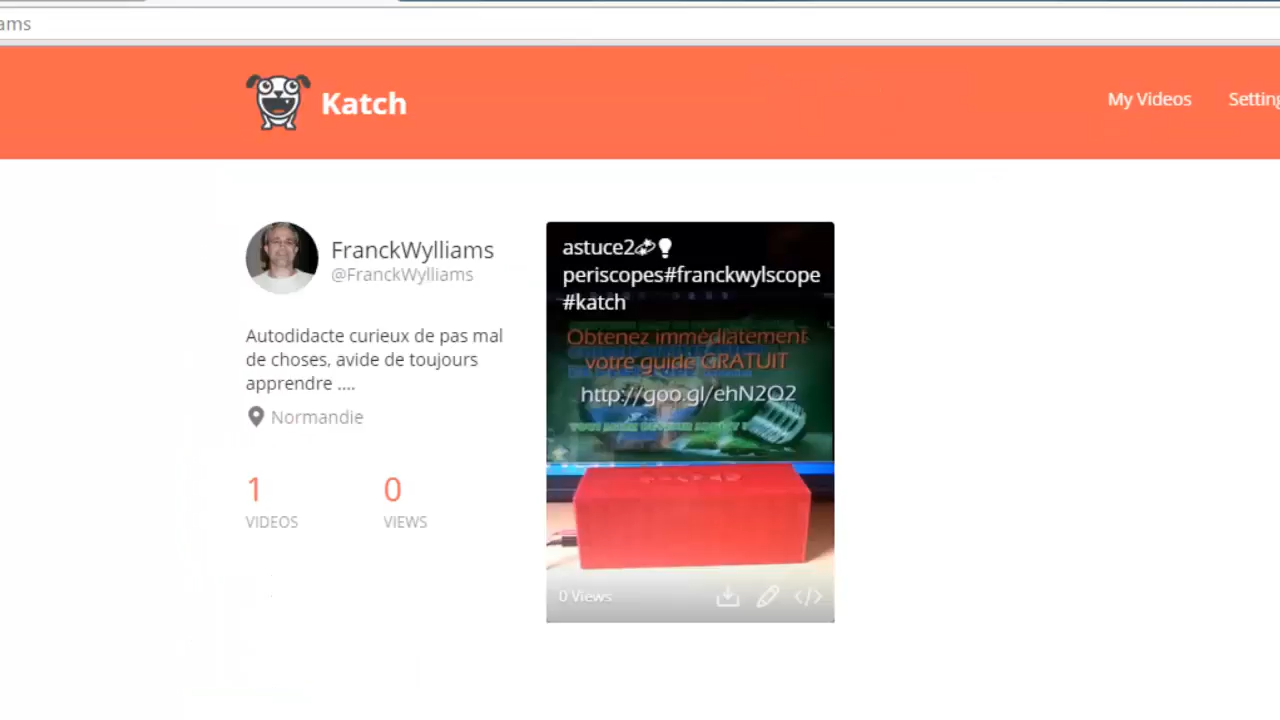 ams
Katch
My Videos
Setting
FranckWylliams
@FranckWylliams
Autodidacte curieux de pas mal
de choses, avide de toujours
apprendre ....
Normandie
1
VIDEOS
0
VIEWS
astuce2
periscopes#franckwylscope
#katch
Obtenez immèdiatement
votre guide GRATUIT
http://goo.gl/ehN2O2
0 Views